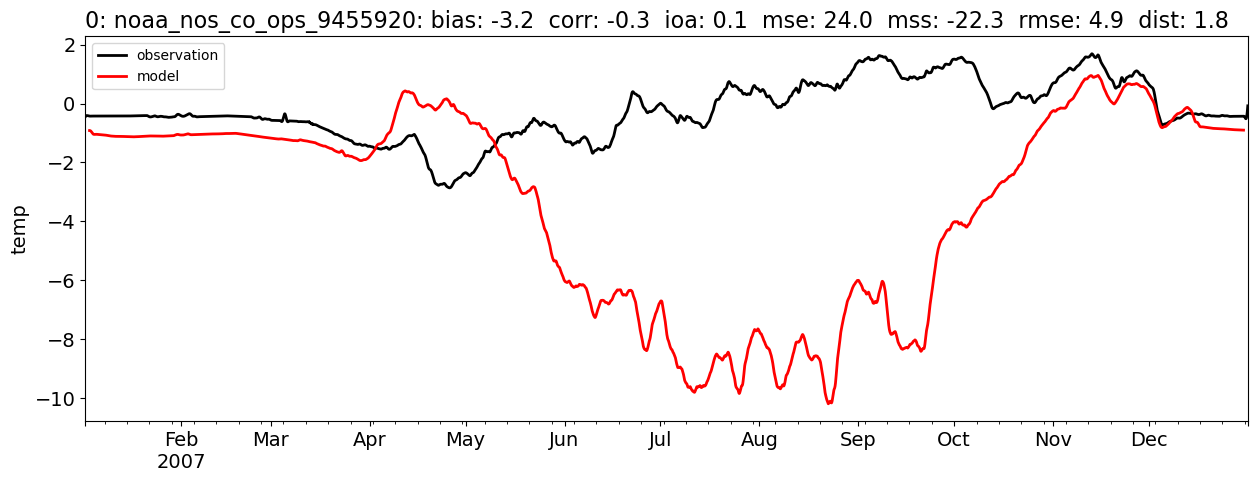 0: noaa_nos_co_ops_9455920: bias: -3.2  corr: -0.3  ioa: 0.1  mse: 24.0  mss: -22.3  rmse: 4.9  dist: 1.8
observation
model
temp
2
0
−2
−4
−6
−8
−10
Feb Mar Apr May Jun Jul Aug Sep Oct Nov Dec
2007